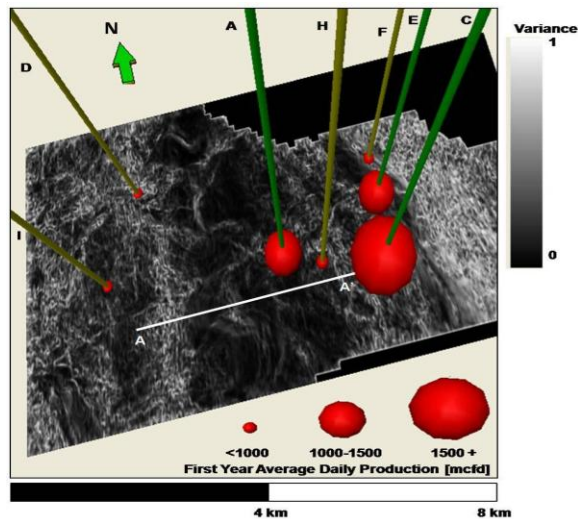 N A H F E C Variance
1
D
I
0
A'
A
<1000 1000-1500 1500 +
First Year Average Daily Production [mcfd]
4 km 8 km